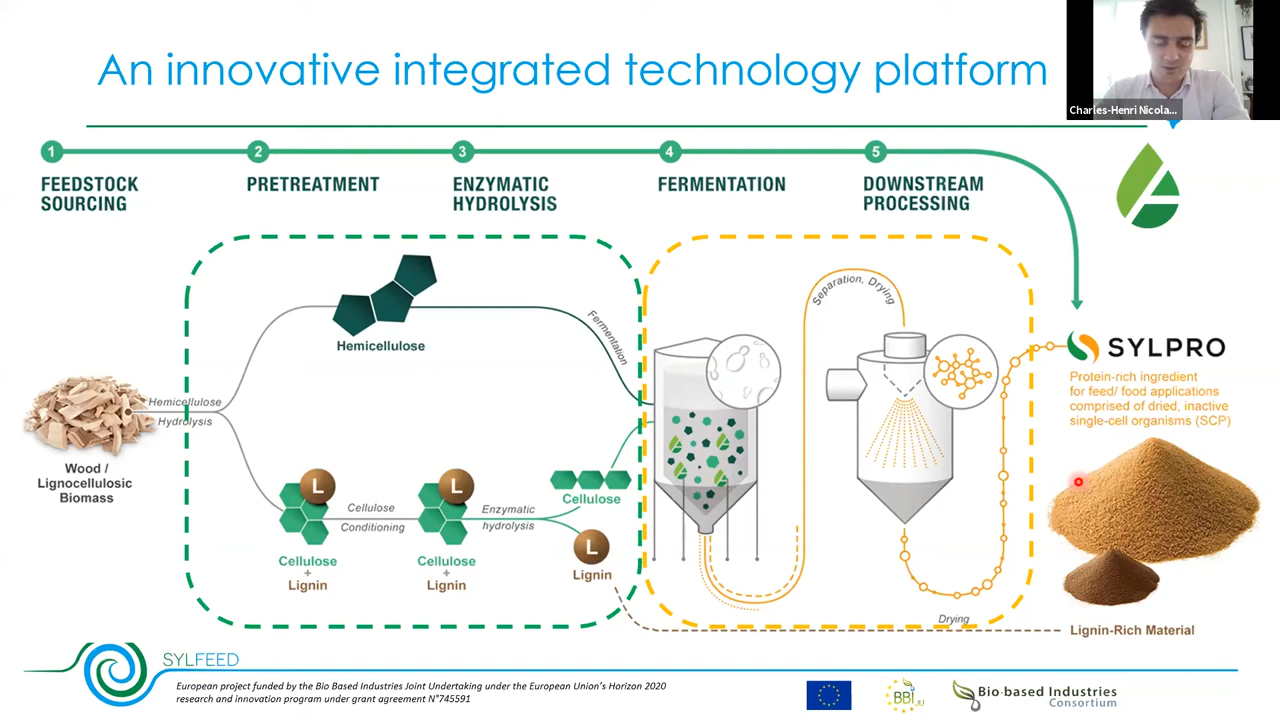 An innovative integrated technology platform
Charles-Henri Nicola...
1
2
3
4
5
FEEDSTOCK
SOURCING
PRETREATMENT
ENZYMATIC
HYDROLYSIS
FERMENTATION
DOWNSTREAM
PROCESSING
Hemicellulose
Fermentation
Separation, Drying
SYLPRO
Protein-rich ingredient
for feed/ food applications
comprised of dried, inactive
single-cell organisms (SCP)
Hemicellulose
Hydrolysis
Wood /
Lignocellulosic
Biomass
L
Cellulose
+
Lignin
Cellulose
Conditioning
L
Cellulose
+
Lignin
Enzymatic
hydrolysis
Cellulose
L
Lignin
Drying
Lignin-Rich Material
SYLFEED
European project funded by the Bio Based Industries Joint Undertaking under the European Union's Horizon 2020
research and innovation program under grant agreement N°745591
BBI
JU
Bio-based Industries
Consortium